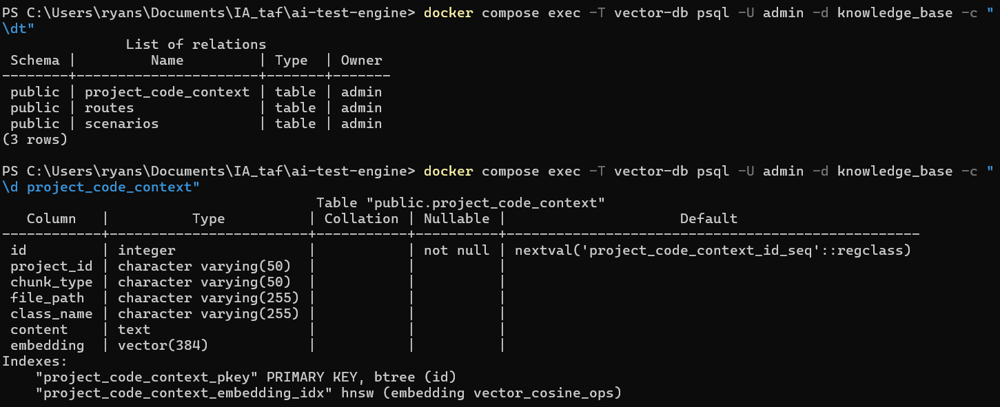 PS C:\Users\ryans\Documents\IA_taf\ai-test-engine> docker compose exec -T vector-db psql -U admin -d knowledge_base -c "
\dt"
               List of relations
 Schema |         Name         | Type  | Owner
--------+----------------------+-------+-------
 public | project_code_context | table | admin
 public | routes               | table | admin
 public | scenarios            | table | admin
(3 rows)

PS C:\Users\ryans\Documents\IA_taf\ai-test-engine> docker compose exec -T vector-db psql -U admin -d knowledge_base -c "
\d project_code_context"
                                      Table "public.project_code_context"
   Column   |          Type          | Collation | Nullable |                     Default
------------+------------------------+-----------+----------+--------------------------------------------------
 id         | integer                |           | not null | nextval('project_code_context_id_seq'::regclass)
 project_id | character varying(50)  |           |          |
 chunk_type | character varying(50)  |           |          |
 file_path  | character varying(255) |           |          |
 class_name | character varying(255) |           |          |
 content    | text                   |           |          |
 embedding  | vector(384)            |           |          |
Indexes:
    "project_code_context_pkey" PRIMARY KEY, btree (id)
    "project_code_context_embedding_idx" hnsw (embedding vector_cosine_ops)